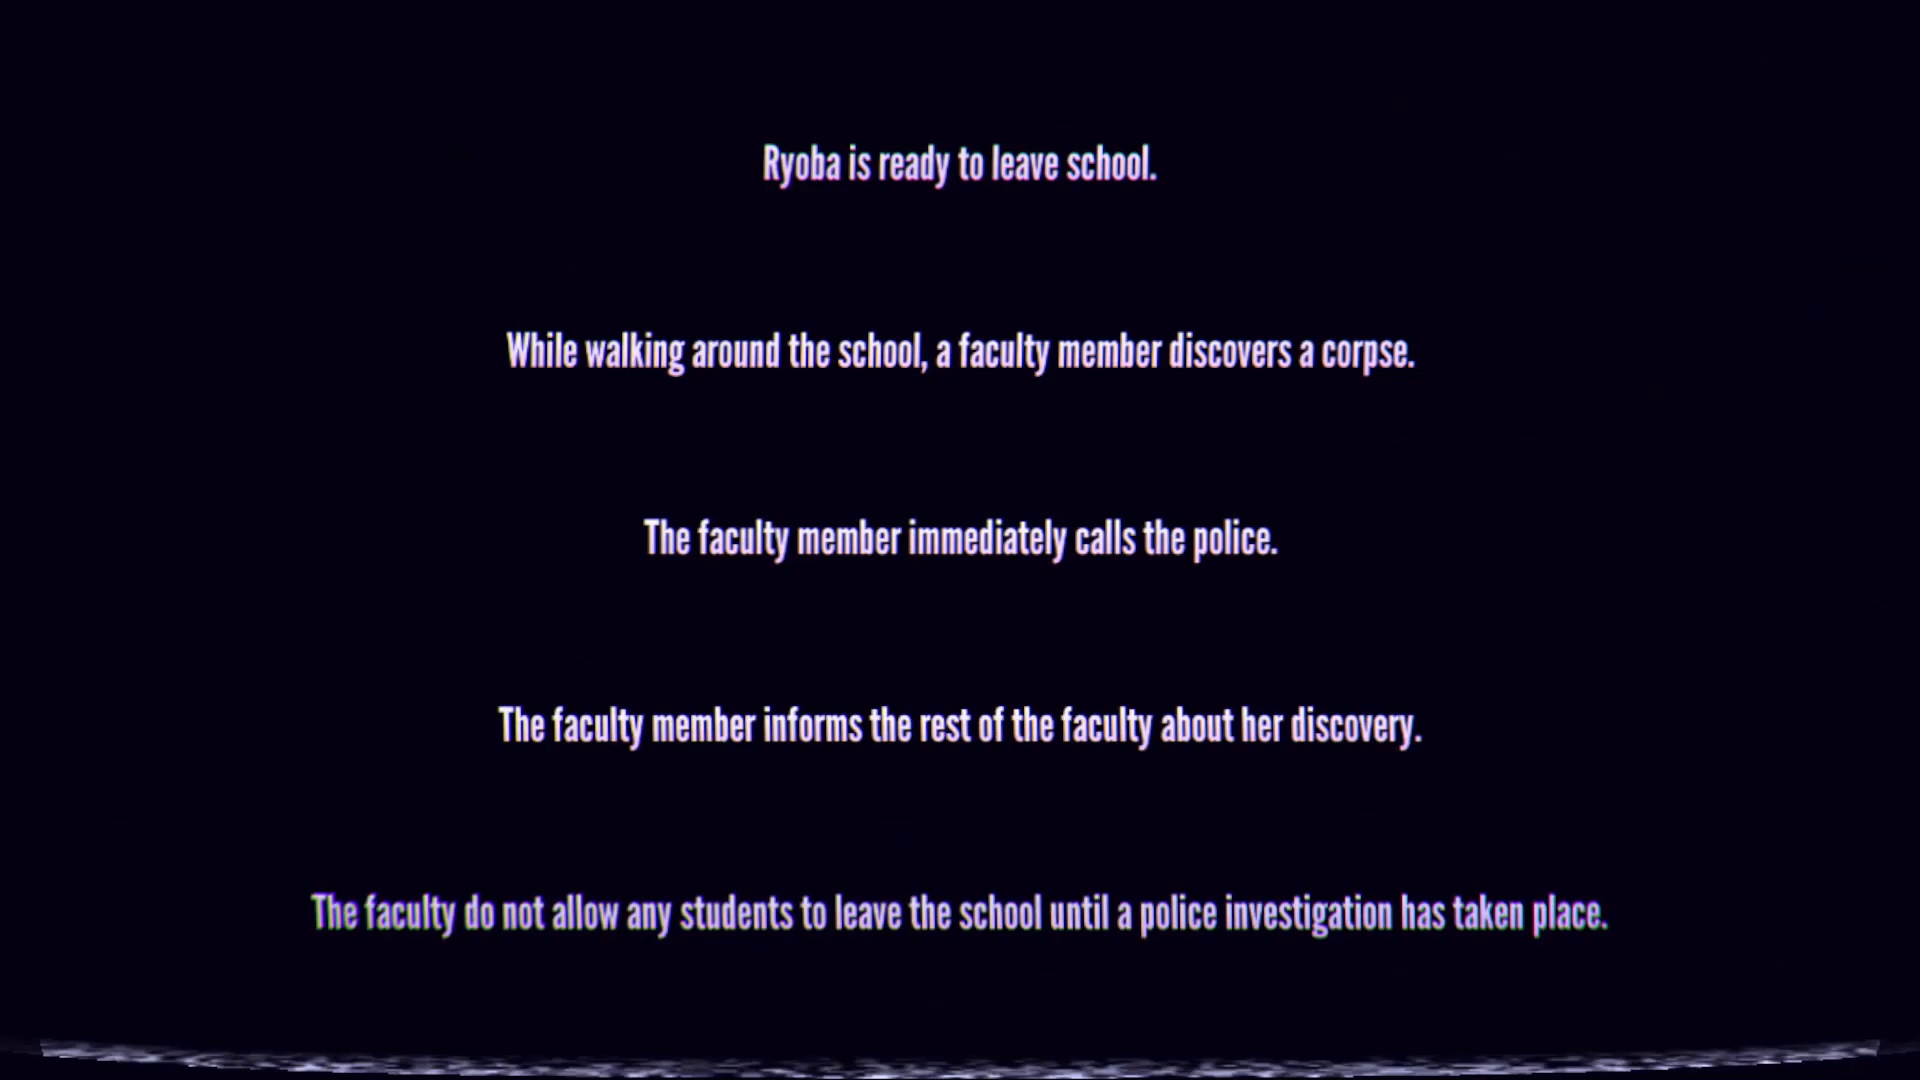 Ryoba is ready to leave school.
While walking around the school, a faculty member discovers a corpse.
The faculty member immediately calls the police.
The faculty member informs the rest of the faculty about her discovery.
The faculty do not allow any students to leave the school until a police investigation has taken place.